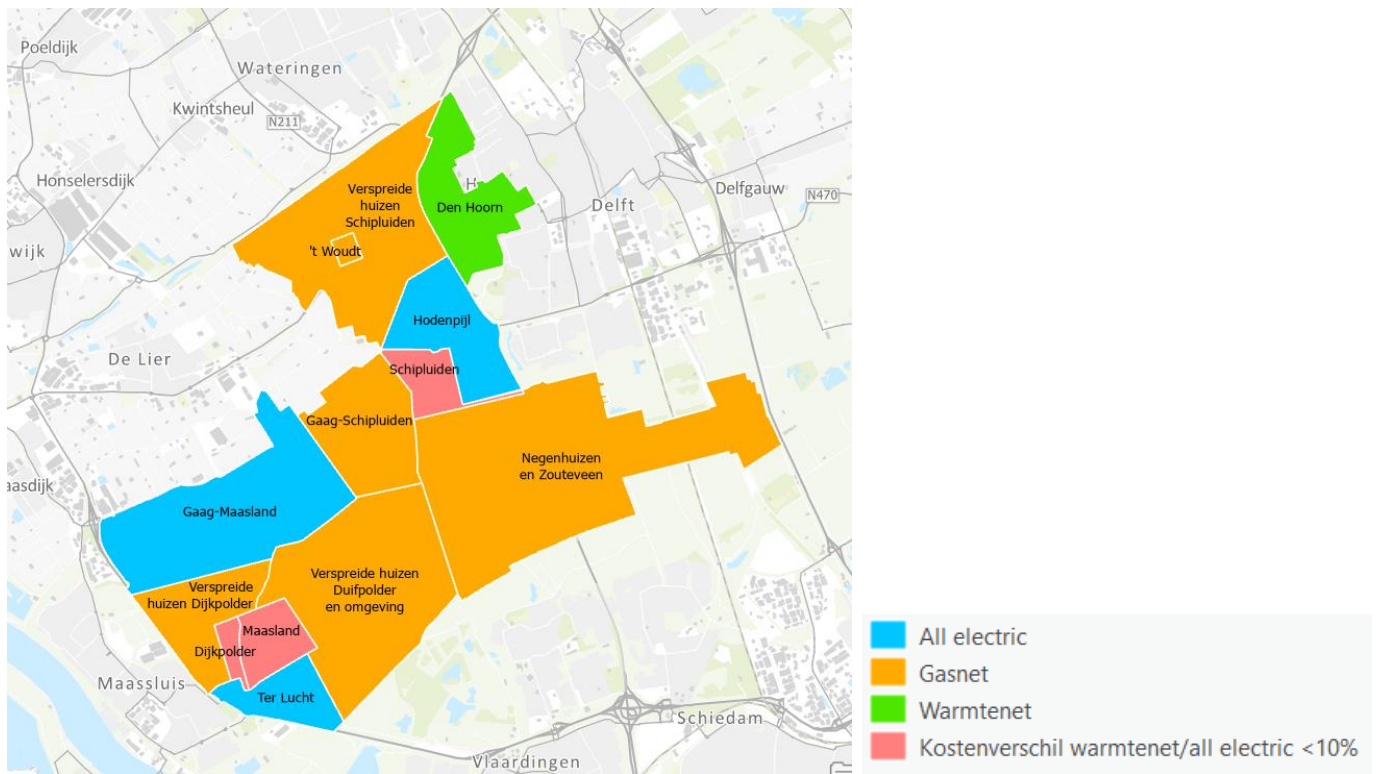 Poeldijk
Wateringen
Kwintsheul
N211
Honselersdijk
Verspreide
huizen
Schipluiden
H
Den Hoorn
Delft
Delfgauw
N470
wijk
't Woudt
Hodenpijl
De Lier
Schipluiden
Gaag-Schipluiden
Negenhuizen
en Zouteveen
aasdijk
Gaag-Maasland
Verspreide huizen
Duifpolder
en omgeving
Verspreide
huizen Dijkpolder
Maasland
Dijkpolder
Maassluis
Ter Lucht
Schiedam
Vlaardingen
All electric
Gasnet
Warmtenet
Kostenverschil warmtenet/all electric <10%